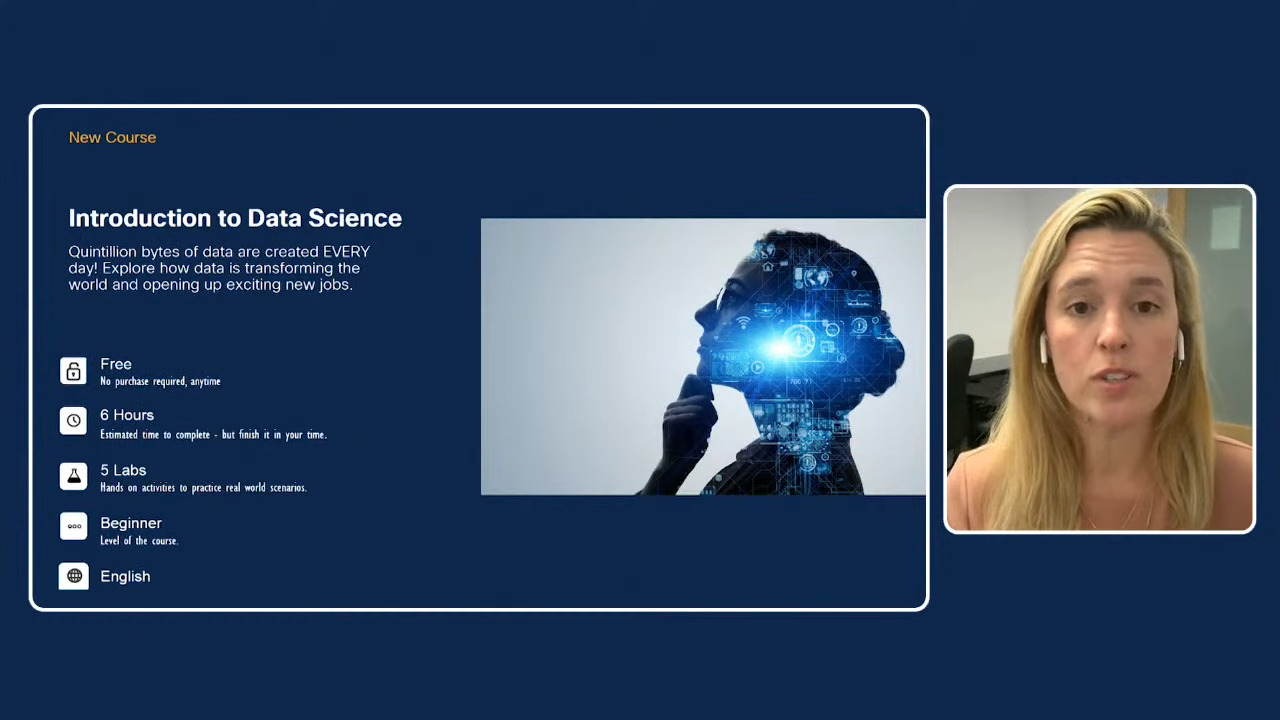 New Course
Introduction to Data Science
Quintillion bytes of data are created EVERY
day! Explore how data is transforming the
world and opening up exciting new jobs.
Free
No purchase required, anytime
6 Hours
Estimated time to complete - but finish it in your time.
5 Labs
Hands on activities to practice real world scenarios.
Beginner
Level of the course.
English